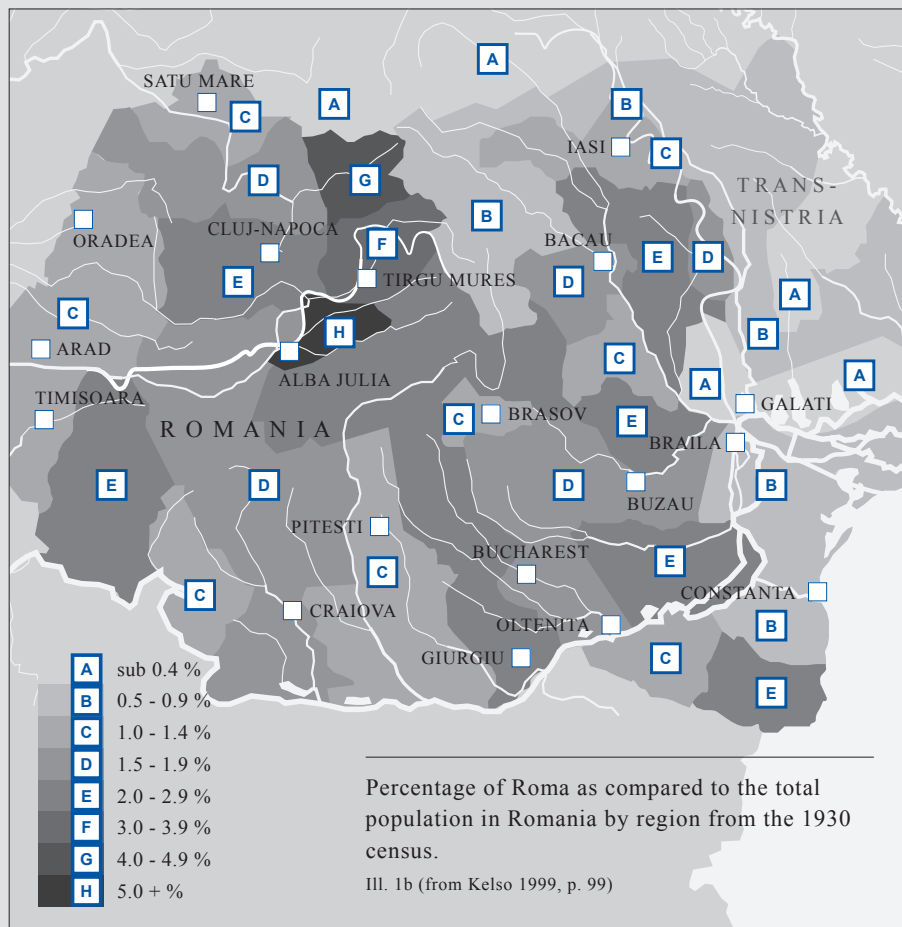 A
SATU MARE
A
B
C
IASI
C
D
G
TRANS-
NISTRIA
B
ORADEA
CLUJ-NAPOCA
F
BACAU
E
D
E
TIRGU MURES
D
A
C
H
B
ARAD
ALBA JULIA
C
A
A
TIMISOARA
GALATI
ROMANIA
C
BRASOV
E
BRAILA
E
D
D
B
BUZAU
PITESTI
BUCHAREST
E
C
C
CONSTANTA
CRAIOVA
OLTENITA
B
GIURGIU
C
E
A sub 0.4 %
B 0.5 - 0.9 %
C 1.0 - 1.4 %
D 1.5 - 1.9 %
E 2.0 - 2.9 %
F 3.0 - 3.9 %
G 4.0 - 4.9 %
H 5.0 + %
Percentage of Roma as compared to the total
population in Romania by region from the 1930
census.
Ill. 1b (from Kelso 1999, p. 99)